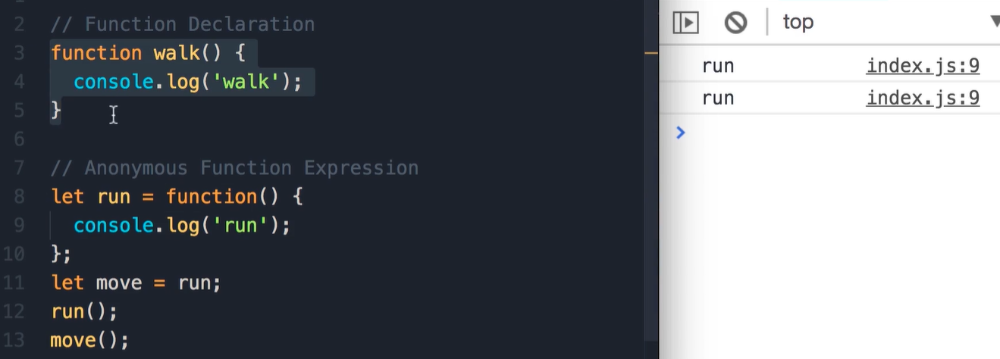 2 // Function Declaration
3 function walk() {
4   console.log('walk');
5 }
6
7 // Anonymous Function Expression
8 let run = function() {
9   console.log('run');
10 };
11 let move = run;
12 run();
13 move();
top
run index.js:9
run index.js:9